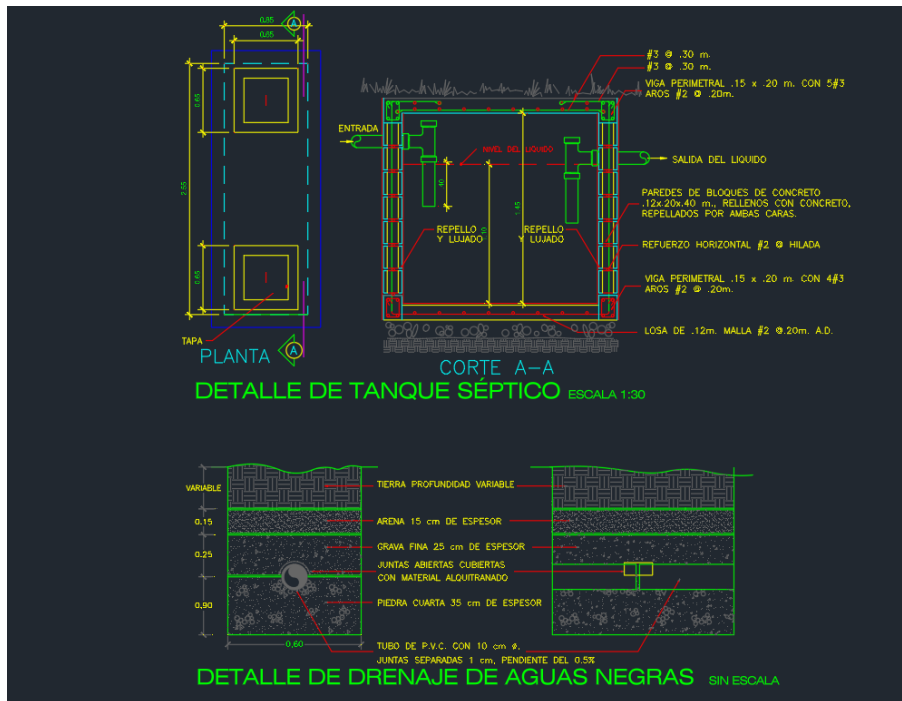 0.85
A
0.65
#3 @ .30 m.
#3 @ .30 m.
VIGA PERIMETRAL .15 x .20 m. CON 5#3
AROS #2 @ .20m.
0.65
ENTRADA
NIVEL DEL LIQUIDO
SALIDA DEL LIQUIDO
.40
1.45
PAREDES DE BLOQUES DE CONCRETO
.12x.20x.40 m., RELLENOS CON CONCRETO,
REPELLADOS POR AMBAS CARAS.
REPELLO
Y LUJADO
REPELLO
Y LUJADO
REFUERZO HORIZONTAL #2 @ HILADA
0.65
VIGA PERIMETRAL .15 x .20 m. CON 4#3
AROS #2 @ .20m.
LOSA DE .12m. MALLA #2 @.20m. A.D.
TAPA
PLANTA
A
CORTE A-A
DETALLE DE TANQUE SÉPTICO ESCALA 1:30
VARIABLE
TIERRA PROFUNDIDAD VARIABLE
0.15
ARENA 15 cm DE ESPESOR
0.25
GRAVA FINA 25 cm DE ESPESOR
JUNTAS ABIERTAS CUBIERTAS
CON MATERIAL ALQUITRANADO
0.90
PIEDRA CUARTA 35 cm DE ESPESOR
0.60
TUBO DE P.V.C. CON 10 cm ø.
JUNTAS SEPARADAS 1 cm, PENDIENTE DEL 0.5%
DETALLE DE DRENAJE DE AGUAS NEGRAS SIN ESCALA